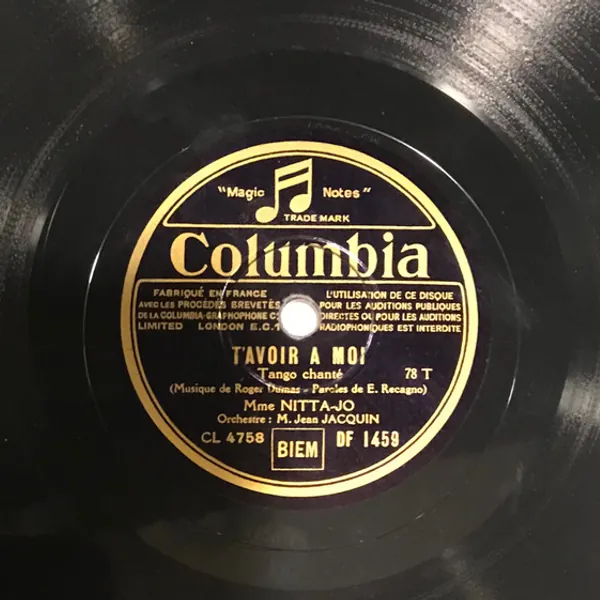 "Magic Notes"
TRADE MARK
Columbia
FABRIQUÉ EN FRANCE
AVEC LES PROCÉDÉS BREVETÉS
DE LA COLUMBIA-GRAPHOPHONE C
LIMITED LONDON E.C.1
L'UTILISATION DE CE DISQUE
POUR LES AUDITIONS PUBLIQUES
DIRECTES OU POUR LES AUDITIONS
RADIOPHONIQUES EST INTERDITE
T'AVOIR A MOI
Tango chanté 78 T
(Musique de Roger Dumas - Paroles de E. Recagno)
Mme NITTA-JO
Orchestre: M. Jean JACQUIN
CL 4758 BIEM DF 1459